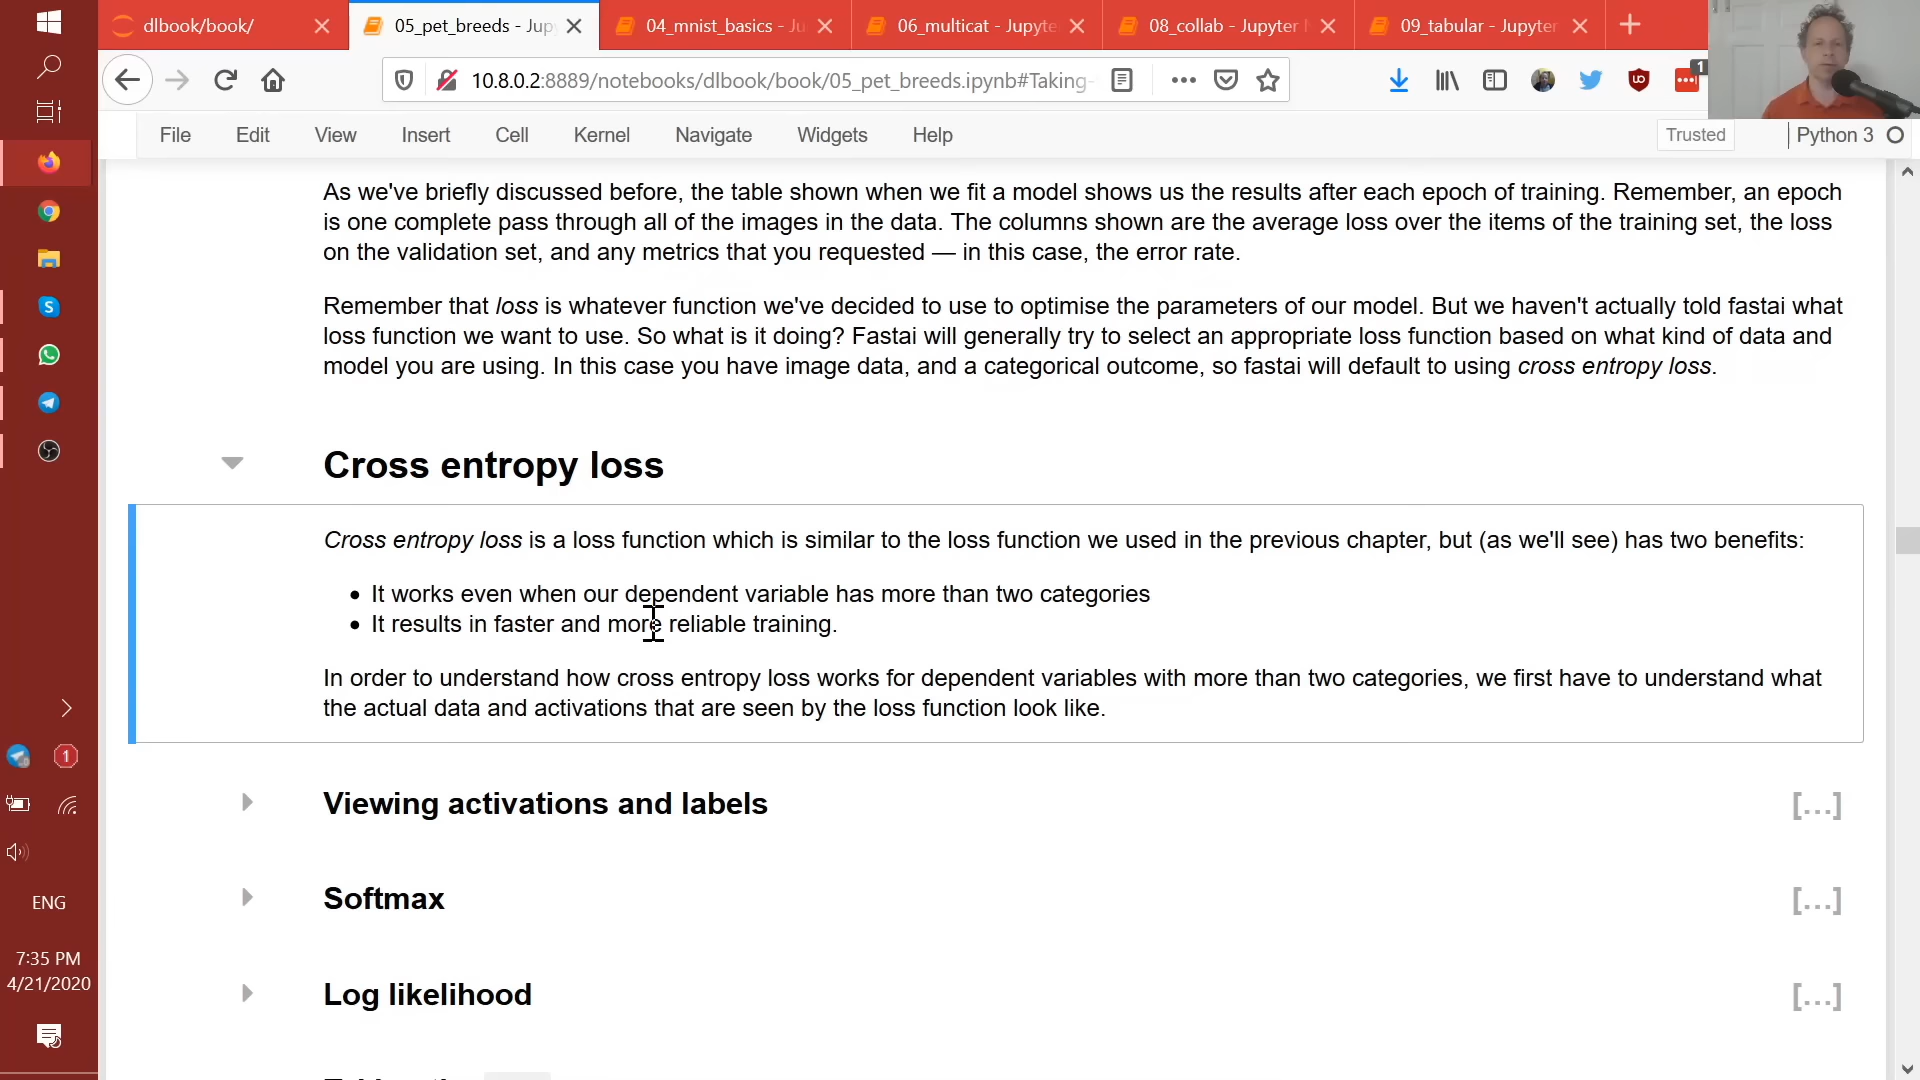 dlbook/book/
05_pet_breeds - Jup
04_mnist_basics - Ju
06_multicat - Jupyte
08_collab - Jupyter
09_tabular - Jupyter
10.8.0.2:8889/notebooks/dlbook/book/05_pet_breeds.ipynb#Taking-
1
File Edit View Insert Cell Kernel Navigate Widgets Help
Trusted
Python 3
As we've briefly discussed before, the table shown when we fit a model shows us the results after each epoch of training. Remember, an epoch
is one complete pass through all of the images in the data. The columns shown are the average loss over the items of the training set, the loss
on the validation set, and any metrics that you requested — in this case, the error rate.
Remember that loss is whatever function we've decided to use to optimise the parameters of our model. But we haven't actually told fastai what
loss function we want to use. So what is it doing? Fastai will generally try to select an appropriate loss function based on what kind of data and
model you are using. In this case you have image data, and a categorical outcome, so fastai will default to using cross entropy loss.
Cross entropy loss
Cross entropy loss is a loss function which is similar to the loss function we used in the previous chapter, but (as we'll see) has two benefits:
• It works even when our dependent variable has more than two categories
• It results in faster and more reliable training.
In order to understand how cross entropy loss works for dependent variables with more than two categories, we first have to understand what
the actual data and activations that are seen by the loss function look like.
Viewing activations and labels
[...]
Softmax
[...]
Log likelihood
[...]
1
ENG
7:35 PM
4/21/2020